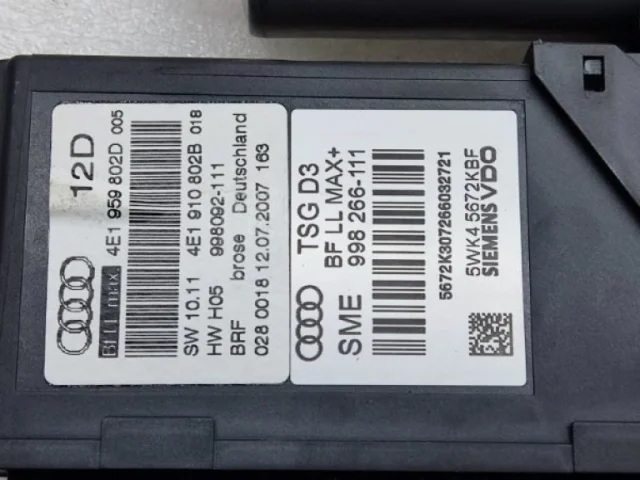 12D
4E1 959 802D 005
BFLL max.
4E1 910 802B 018
SW 10.11
HW H05 998092-111
BRF brose Deutschland
028 0018 12.07.2007 163
TSG D3
BF LL MAX+
SME 998 266-111
5672K307266032721
5WK4 5672KBF
SIEMENS VDO